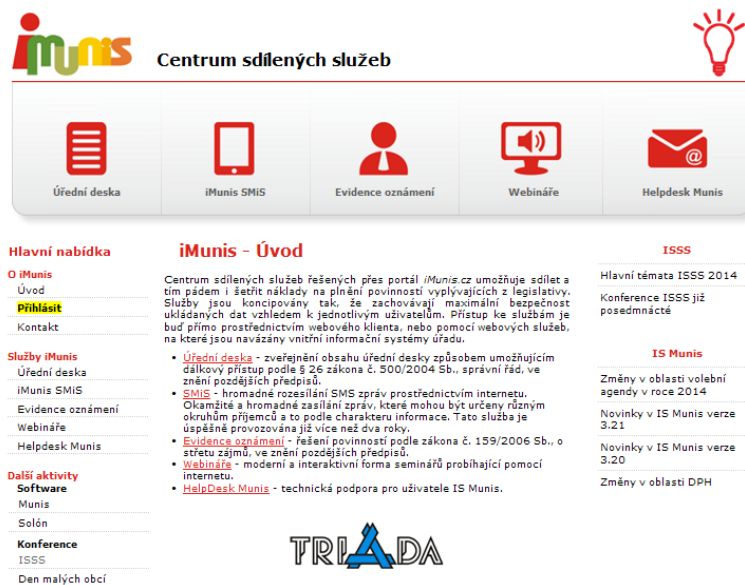 imunis
Centrum sdílených služeb
Úřední deska
iMunis SMiS
Evidence oznámení
Webináře
@
Helpdesk Munis
Hlavní nabídka
O iMunis
Úvod
Přihlásit
Kontakt
Služby iMunis
Úřední deska
iMunis SMiS
Evidence oznámení
Webináře
Helpdesk Munis
Další aktivity
Software
Munis
Solón
Konference
ISSS
Den malých obcí
iMunis - Úvod
Centrum sdílených služeb řešených přes portál iMunis.cz umožňuje sdílet a
tím pádem i šetřit náklady na plnění povinností vyplývajících z legislativy.
Služby jsou koncipovány tak, že zachovávají maximální bezpečnost
ukládaných dat vzhledem k jednotlivým uživatelům. Přístup ke službám je
buď přímo prostřednictvím webového klienta, nebo pomocí webových služeb,
na které jsou navázány vnitřní informační systémy úřadu.
• Úřední deska - zveřejnění obsahu úřední desky způsobem umožňujícím
dálkový přístup podle § 26 zákona č. 500/2004 Sb., správní řád, ve
znění pozdějších předpisů.
• SMiS - hromadné rozesílání SMS zpráv prostřednictvím internetu.
Okamžité a hromadné zasílání zpráv, které mohou být určeny různým
okruhům příjemců a to podle charakteru informace. Tato služba je
úspěšně provozována již více než dva roky.
• Evidence oznámení - řešení povinností podle zákona č. 159/2006 Sb., o
střetu zájmů, ve znění pozdějších předpisů.
• Webináře - moderní a interaktivní forma seminářů probíhající pomocí
internetu.
• HelpDesk Munis - technická podpora pro uživatele IS Munis.
TRIADA
ISSS
Hlavní témata ISSS 2014
Konference ISSS již
posedmnácté
IS Munis
Změny v oblasti volební
agendy v roce 2014
Novinky v IS Munis verze
3.21
Novinky v IS Munis verze
3.20
Změny v oblasti DPH